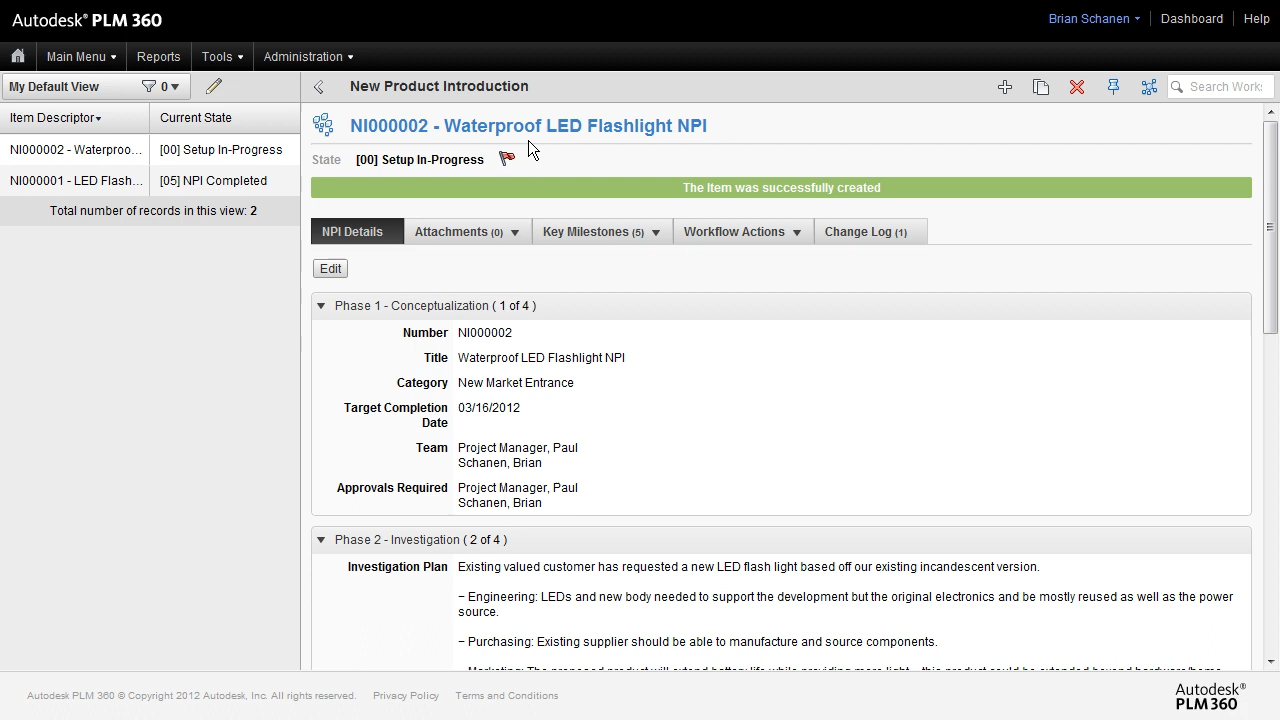 Autodesk® PLM 360
Brian Schanen
Dashboard
Help
Main Menu
Reports
Tools
Administration
My Default View
0
New Product Introduction
Search Works
Item Descriptor
Current State
NI000002 - Waterproo...
[00] Setup In-Progress
NI000001 - LED Flash...
[05] NPI Completed
Total number of records in this view: 2
NI000002 - Waterproof LED Flashlight NPI
State [00] Setup In-Progress
The Item was successfully created
NPI Details
Attachments (0)
Key Milestones (5)
Workflow Actions
Change Log (1)
Edit
Phase 1 - Conceptualization ( 1 of 4 )
Number NI000002
Title Waterproof LED Flashlight NPI
Category New Market Entrance
Target Completion Date 03/16/2012
Team Project Manager, Paul
Schanen, Brian
Approvals Required Project Manager, Paul
Schanen, Brian
Phase 2 - Investigation ( 2 of 4 )
Investigation Plan Existing valued customer has requested a new LED flash light based off our existing incandescent version.
– Engineering: LEDs and new body needed to support the development but the original electronics and be mostly reused as well as the power
source.
– Purchasing: Existing supplier should be able to manufacture and source components.
Autodesk PLM 360 © Copyright 2012 Autodesk, Inc. All rights reserved.
Privacy Policy
Terms and Conditions
Autodesk®
PLM 360